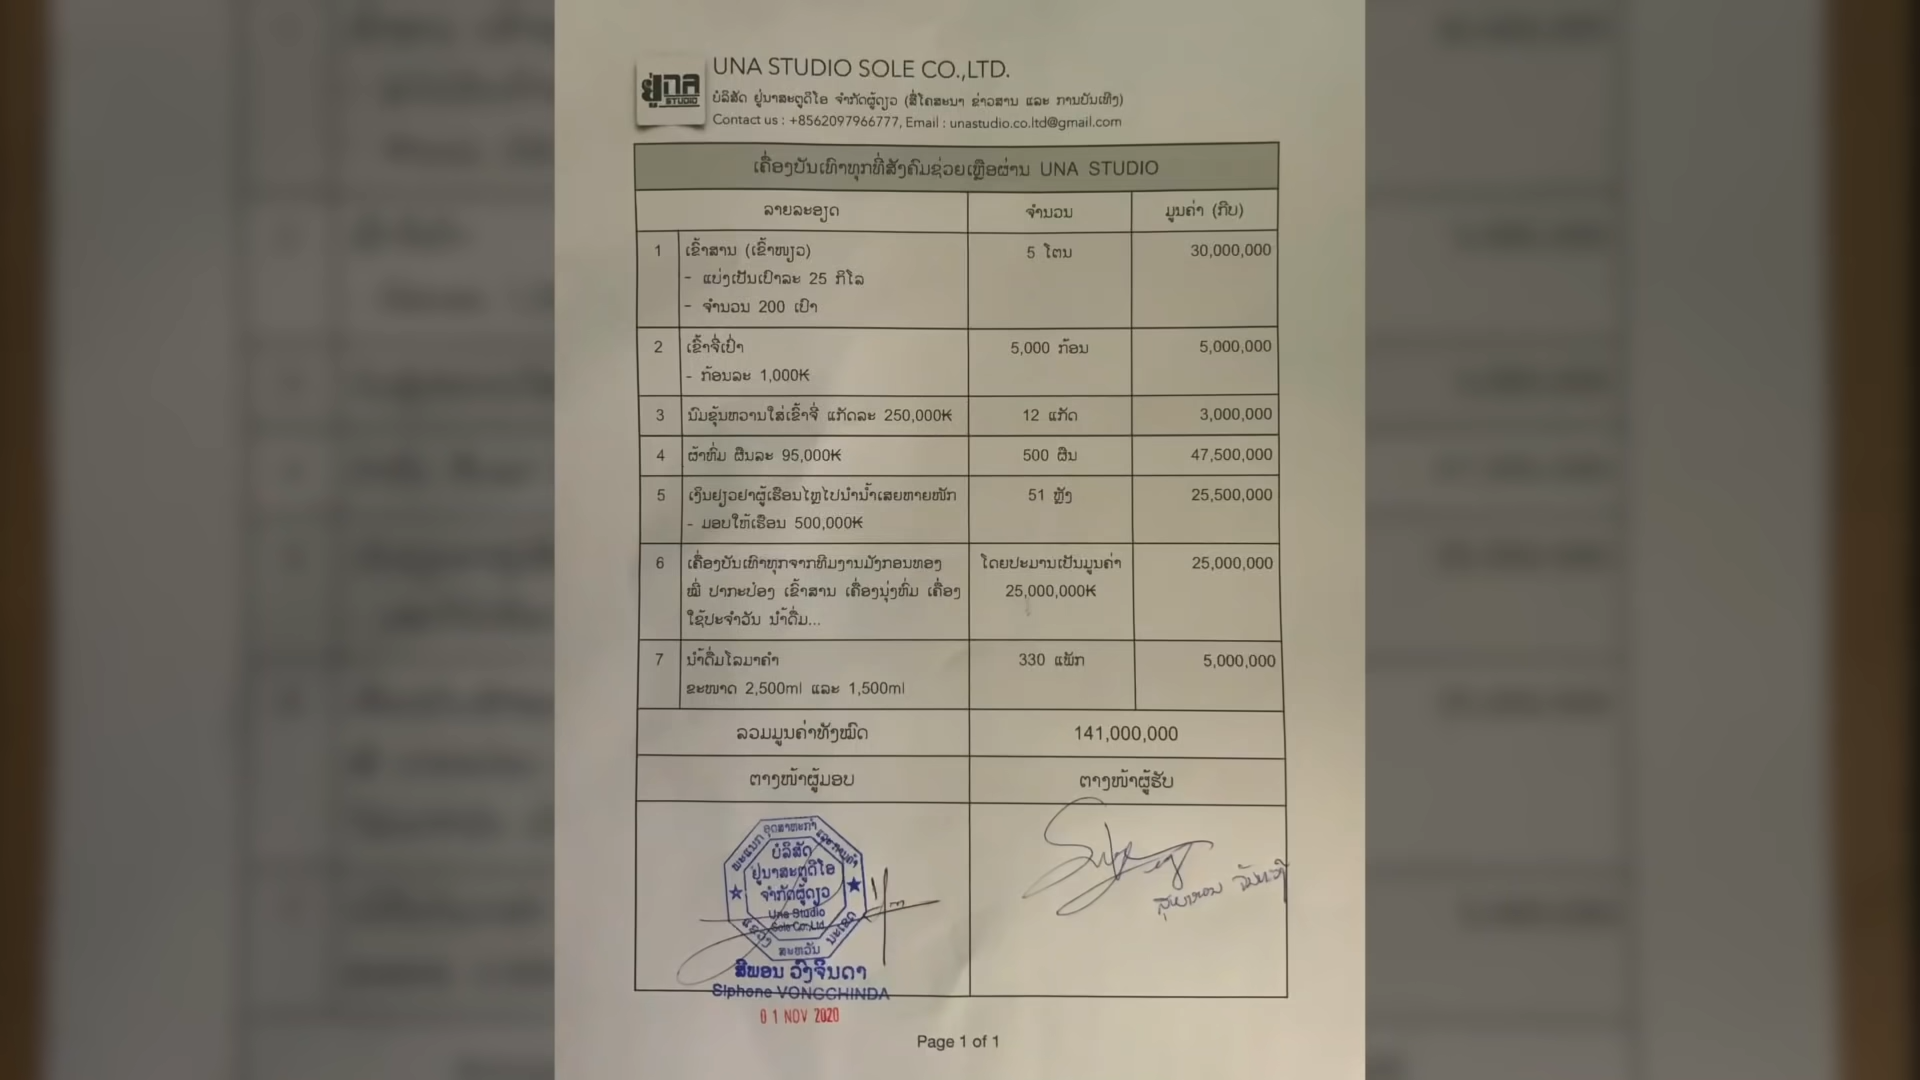 ຢູ່ນາ
STUDIO
UNA STUDIO SOLE CO.,LTD.
ບໍລິສັດ ຢູ່ນາສະຕູດິໂອ ຈຳກັດຜູ້ດຽວ (ສື່ໂຄສະນາ ຂ່າວສານ ແລະ ການບັນເທີງ)
Contact us : +8562097966777, Email : unastudio.co.ltd@gmail.com
ເຄື່ອງບັນເທົາທຸກທີ່ສັງຄົມຊ່ວຍເຫຼືອຜ່ານ UNA STUDIO
ລາຍລະອຽດ ຈຳນວນ ມູນຄ່າ (ກີບ)
1 ເຂົ້າສານ (ເຂົ້າໜຽວ) 5 ໂຕນ 30,000,000
- ແບ່ງເປັນເປົາລະ 25 ກິໂລ
- ຈຳນວນ 200 ເປົາ
2 ເຂົ້າຈີ່ເປົ່າ 5,000 ກ້ອນ 5,000,000
- ກ້ອນລະ 1,000₭
3 ນົມຂຸ້ນຫວານໃສ່ເຂົ້າຈີ່ ແກັດລະ 250,000₭ 12 ແກັດ 3,000,000
4 ຜ້າຫົ່ມ ຜືນລະ 95,000₭ 500 ຜືນ 47,500,000
5 ເງິນຢຽວຢາຜູ້ເຮືອນໄຫຼໄປນຳນ້ຳເສຍຫາຍໜັກ 51 ຫຼັງ 25,500,000
- ມອບໃຫ້ເຮືອນ 500,000₭
6 ເຄື່ອງບັນເທົາທຸກຈາກທີມງານມັງກອນທອງ ໂດຍປະມານເປັນມູນຄ່າ 25,000,000
ໝີ່ ປາກະປ໋ອງ ເຂົ້າສານ ເຄື່ອງນຸ່ງຫົ່ມ ເຄື່ອງ 25,000,000₭
ໃຊ້ປະຈຳວັນ ນ້ຳດື່ມ...
7 ນ້ຳດື່ມໂລມາຄຳ 330 ແພັກ 5,000,000
ຂະໜາດ 2,500ml ແລະ 1,500ml
ລວມມູນຄ່າທັງໝົດ 141,000,000
ຕາງໜ້າຜູ້ມອບ ຕາງໜ້າຜູ້ຮັບ
ບໍລິສັດ
ຢູ່ນາສະຕູດິໂອ
ຈຳກັດຜູ້ດຽວ
Una Studio
Sole Co.,Ltd
ແຂວງ ສະຫວັນ ນະເຂດ
ສີພອນ ວົງຈິນດາ
Siphone VONGCHINDA
01 NOV 2020
Page 1 of 1